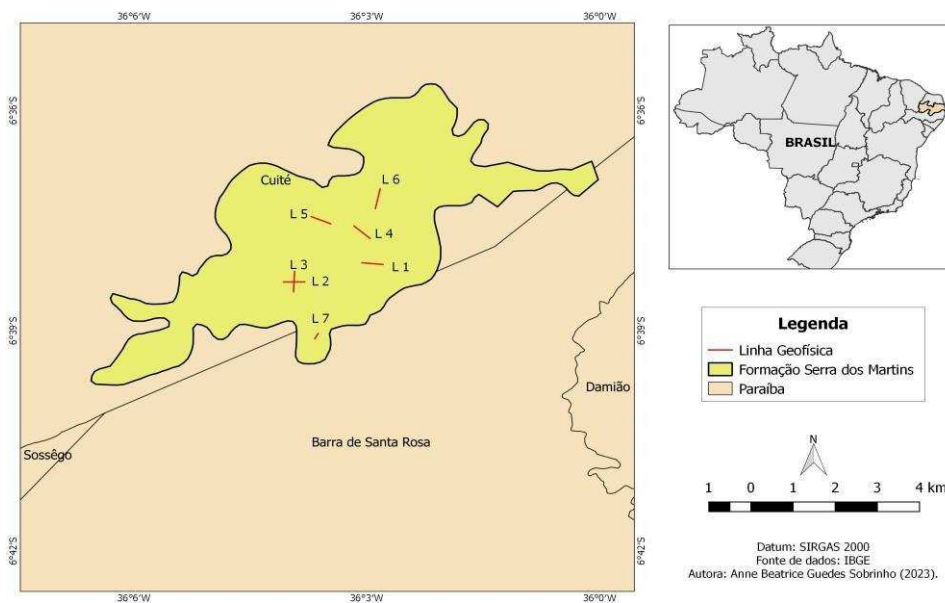 36°6'W
36°3'W
36°0'W
6°36'S
6°36'S
Cuité
L 6
L 5
L 4
L 3
L 1
L 2
L 7
6°39'S
6°39'S
Damião
Barra de Santa Rosa
Sossêgo
6°42'S
6°42'S
36°6'W
36°3'W
36°0'W
BRASIL
Legenda
Linha Geofísica
Formação Serra dos Martins
Paraíba
N
1 0 1 2 3 4 km
Datum: SIRGAS 2000
Fonte de dados: IBGE
Autora: Anne Beatrice Guedes Sobrinho (2023).